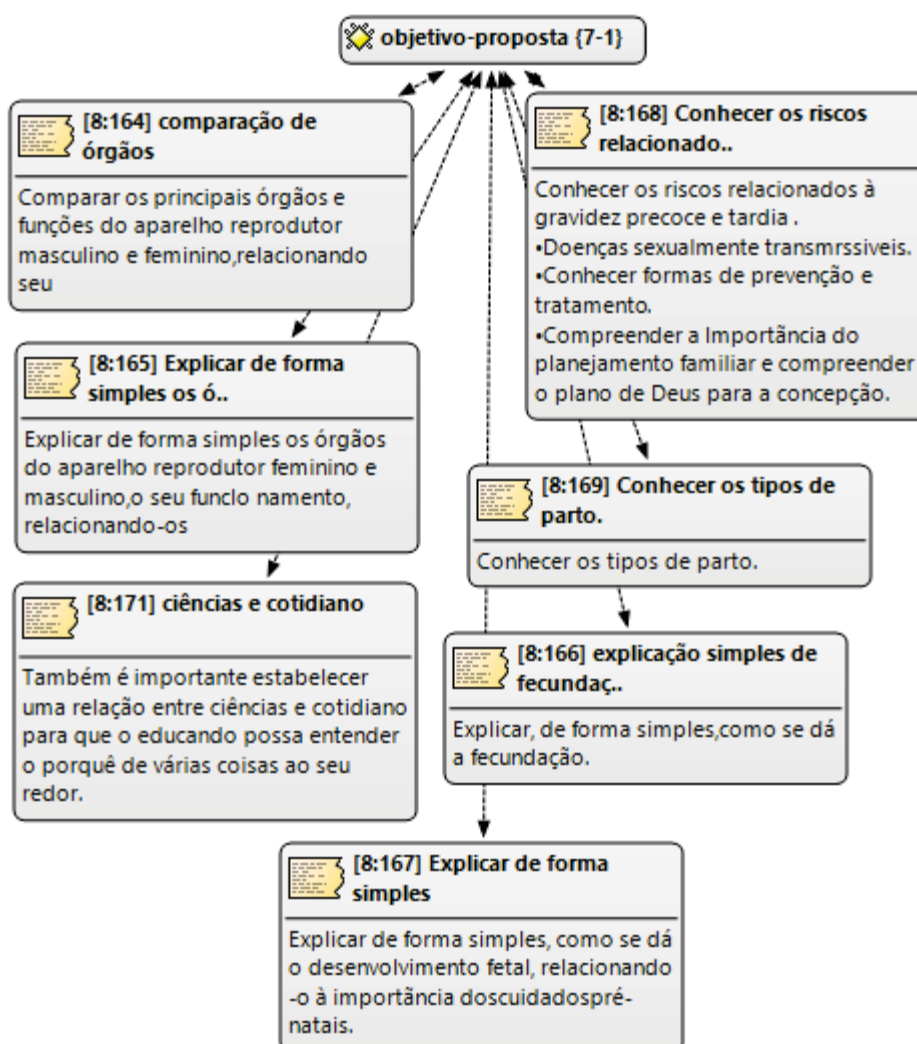 objetivo-proposta {7-1}
[8:164] comparação de
órgãos
Comparar os principais órgãos e
funções do aparelho reprodutor
masculino e feminino,relacionando
seu
[8:168] Conhecer os riscos
relacionado..
Conhecer os riscos relacionados à
gravidez precoce e tardia .
•Doenças sexualmente transmrssiveis.
•Conhecer formas de prevenção e
tratamento.
•Compreender a Importância do
planejamento familiar e compreender
o plano de Deus para a concepção.
[8:165] Explicar de forma
simples os ó..
Explicar de forma simples os órgãos
do aparelho reprodutor feminino e
masculino,o seu funclo namento,
relacionando-os
[8:169] Conhecer os tipos de
parto.
Conhecer os tipos de parto.
[8:171] ciências e cotidiano
Também é importante estabelecer
uma relação entre ciências e cotidiano
para que o educando possa entender
o porquê de várias coisas ao seu
redor.
[8:166] explicação simples de
fecundaç..
Explicar, de forma simples,como se dá
a fecundação.
[8:167] Explicar de forma
simples
Explicar de forma simples, como se dá
o desenvolvimento fetal, relacionando
-o à importãncia doscuidadospré-
natais.